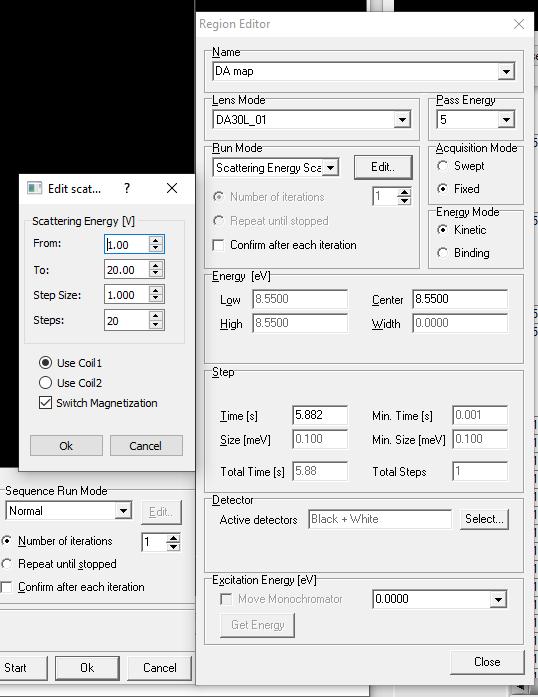 Region Editor
Name
DA map
Lens Mode
DA30L_01
Pass Energy
5
Run Mode
Scattering Energy Sca
Edit..
Number of iterations
1
Repeat until stopped
Confirm after each iteration
Acquisition Mode
Swept
Fixed
Energy Mode
Kinetic
Binding
Energy [eV]
Low 8.5500 Center 8.5500
High 8.5500 Width 0.0000
Step
Time [s] 5.882 Min. Time [s] 0.001
Size [meV] 0.100 Min. Size [meV] 0.100
Total Time [s] 5.88 Total Steps 1
Detector
Active detectors Black + White Select...
Excitation Energy [eV]
Move Monochromator 0.0000
Get Energy
Close
Edit scat... ?
Scattering Energy [V]
From: 1.00
To: 20.00
Step Size: 1.000
Steps: 20
Use Coil1
Use Coil2
Switch Magnetization
Ok Cancel
Sequence Run Mode
Normal Edit..
Number of iterations 1
Repeat until stopped
Confirm after each iteration
Start Ok Cancel